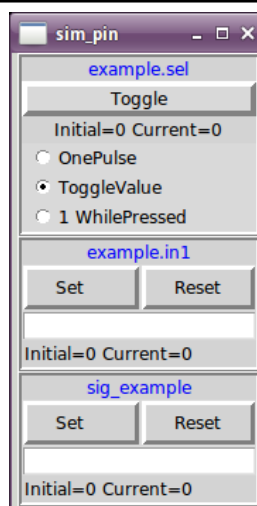 sim_pin
example.sel
Toggle
Initial=0 Current=0
OnePulse
ToggleValue
1 WhilePressed
example.in1
Set Reset
Initial=0 Current=0
sig_example
Set Reset
Initial=0 Current=0